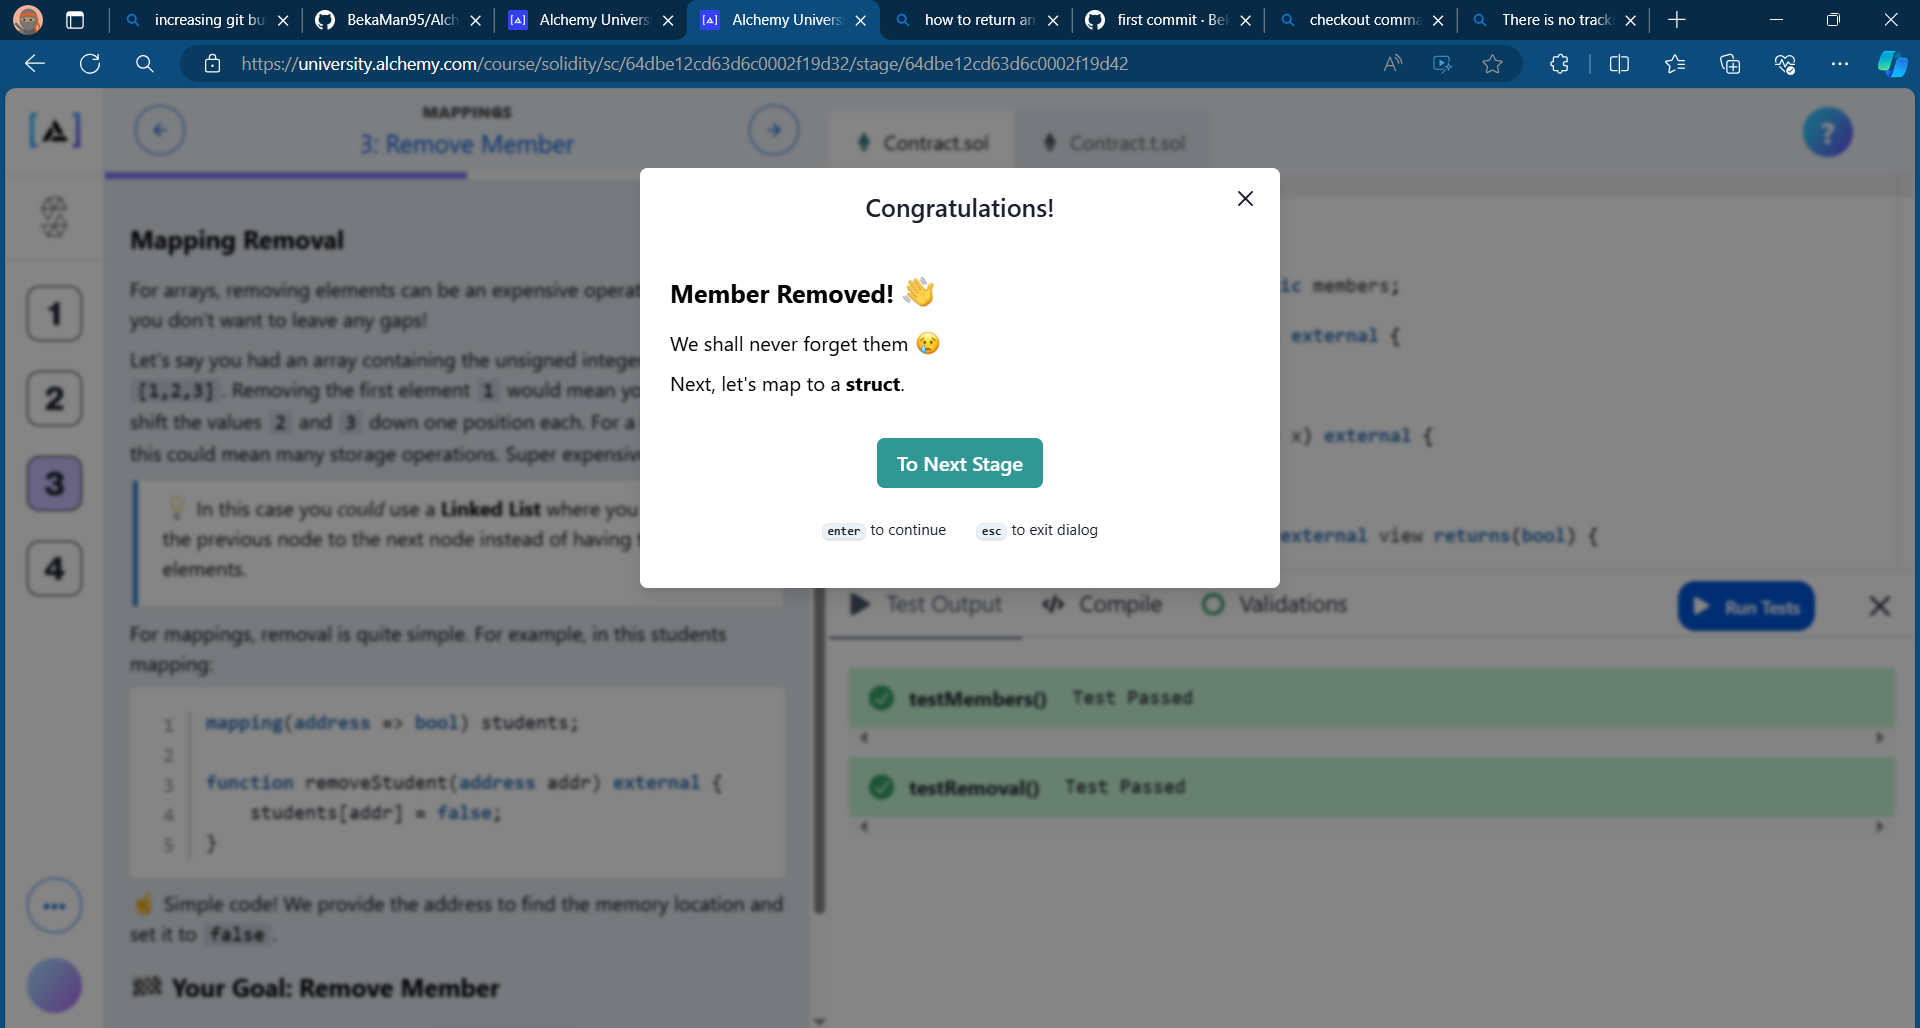 increasing git bu
BekaMan95/Alch
Alchemy Univers
Alchemy Univers
how to return an
first commit · Bek
checkout comma
There is no track
https://university.alchemy.com/course/solidity/sc/64dbe12cd63d6c0002f19d32/stage/64dbe12cd63d6c0002f19d42
[A]
MAPPINGS
3: Remove Member
Contract.sol
Contract.t.sol
?
1
2
3
4
Mapping Removal
For arrays, removing elements can be an expensive operat
you don't want to leave any gaps!
Let's say you had an array containing the unsigned intege
[1,2,3]. Removing the first element 1 would mean yo
shift the values 2 and 3 down one position each. For a
this could mean many storage operations. Super expensiv
💡 In this case you could use a Linked List where you
the previous node to the next node instead of having
elements.
For mappings, removal is quite simple. For example, in this students
mapping:
1 mapping(address => bool) students;
2
3 function removeStudent(address addr) external {
4 students[addr] = false;
5 }
☝️ Simple code! We provide the address to find the memory location and
set it to false.
🏁 Your Goal: Remove Member
Congratulations!
Member Removed! 👋
We shall never forget them 😢
Next, let's map to a struct.
To Next Stage
enter to continue
esc to exit dialog
ic members;
external {
x) external {
external view returns(bool) {
Test Output
Compile
Validations
Run Tests
testMembers() Test Passed
testRemoval() Test Passed